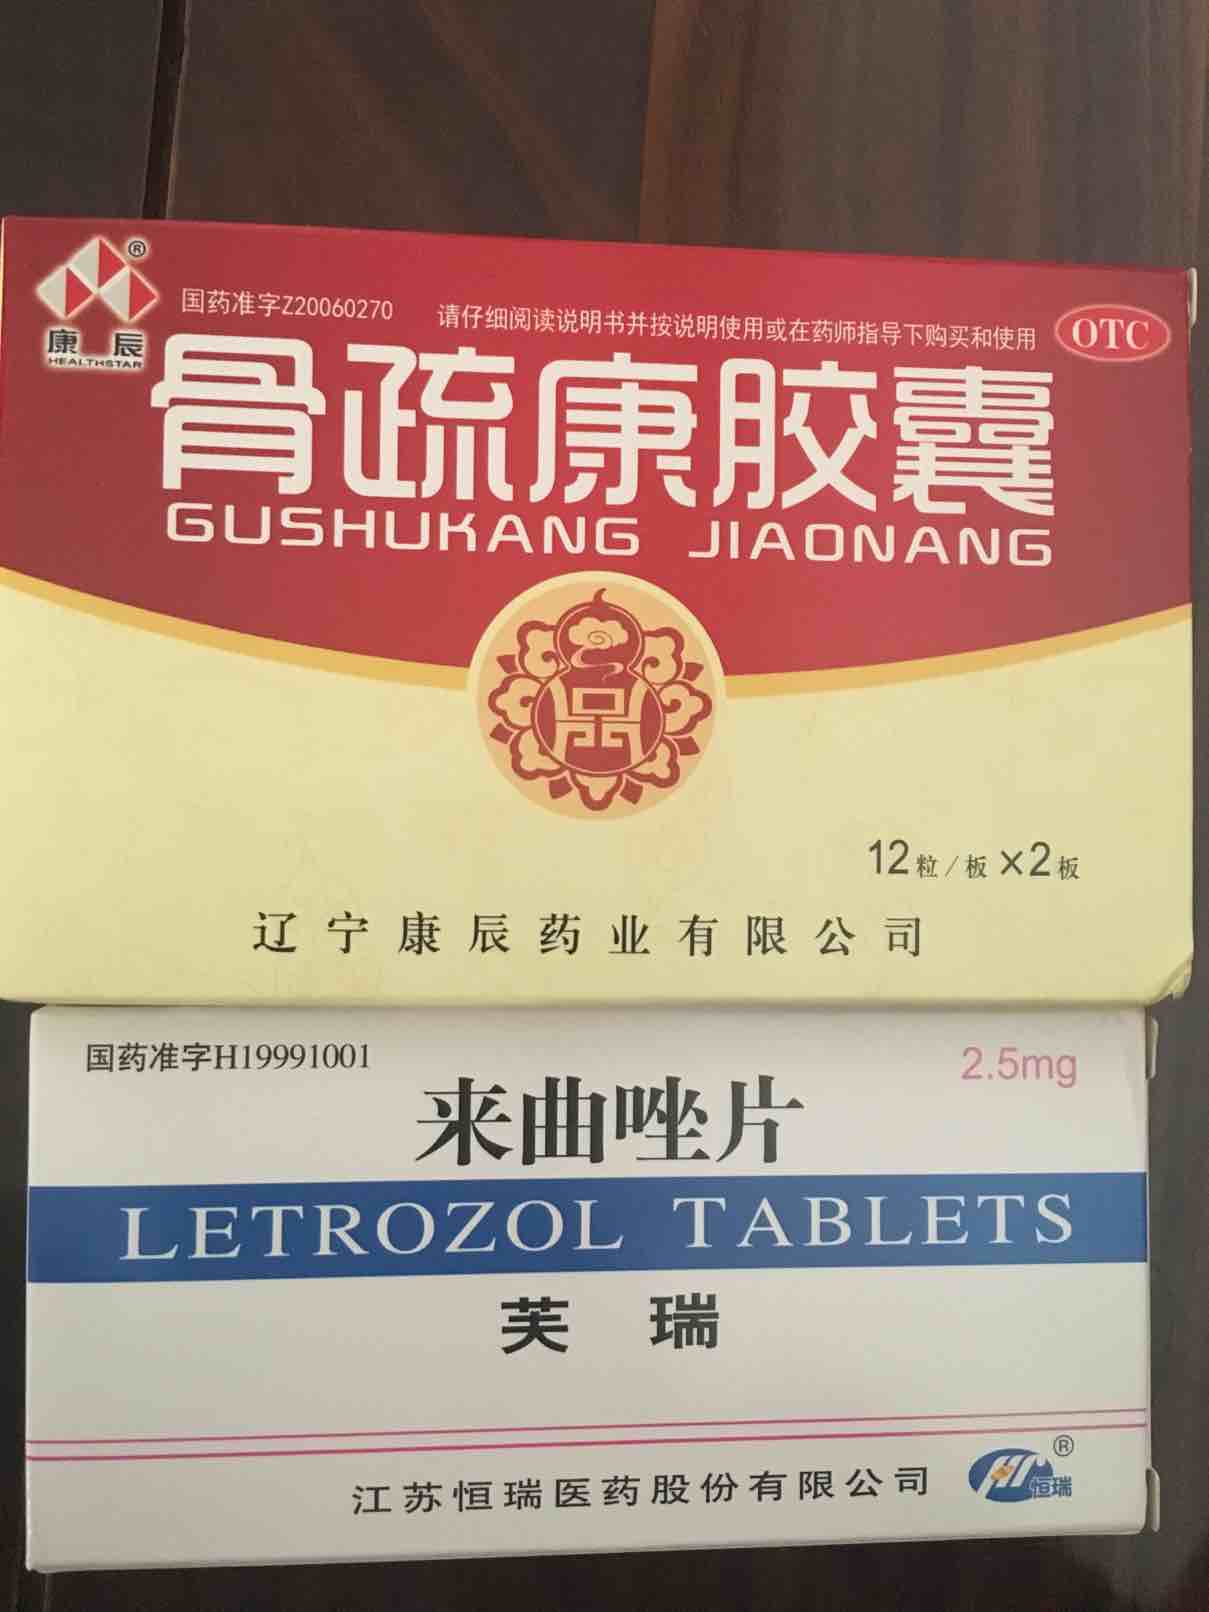 康辰
HEALTHSTAR
®
国药准字Z20060270
请仔细阅读说明书并按说明使用或在药师指导下购买和使用
OTC
骨疏康胶囊
GUSHUKANG JIAONANG
12粒/板×2板
辽宁康辰药业有限公司
国药准字H19991001
2.5mg
来曲唑片
LETROZOL TABLETS
芙瑞
江苏恒瑞医药股份有限公司
®
恒瑞